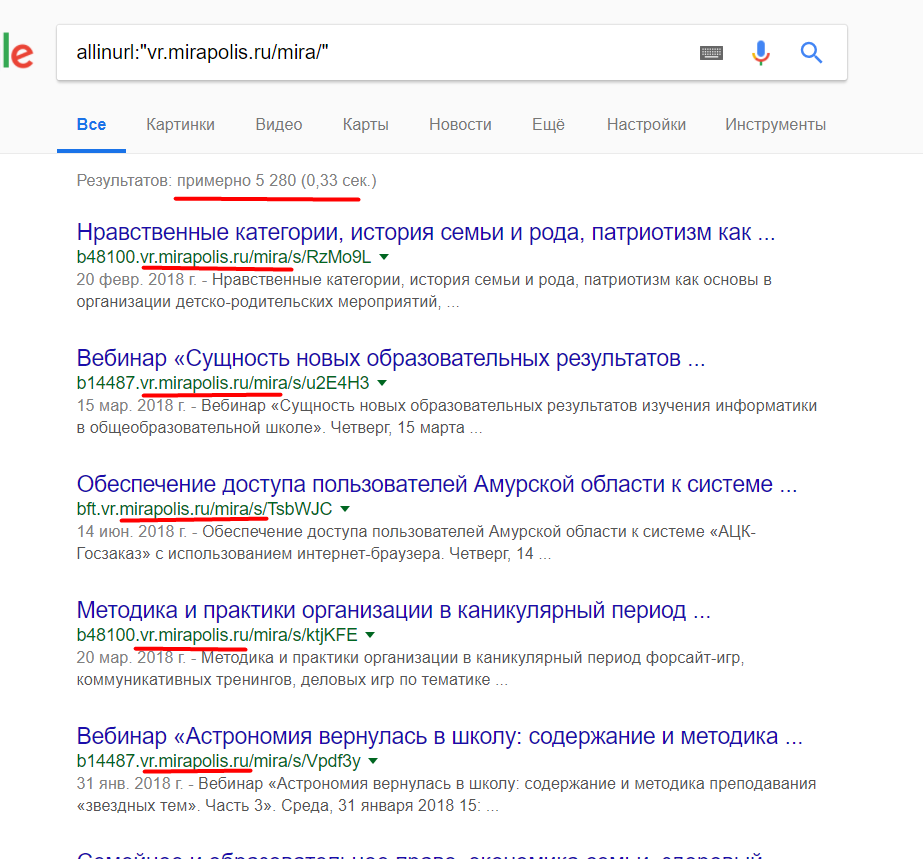 le
allinurl:"vr.mirapolis.ru/mira/"
Все Картинки Видео Карты Новости Ещё Настройки Инструменты
Результатов: примерно 5 280 (0,33 сек.)
Нравственные категории, история семьи и рода, патриотизм как ...
b48100.vr.mirapolis.ru/mira/s/RzMo9L
20 февр. 2018 г. - Нравственные категории, история семьи и рода, патриотизм как основы в
организации детско-родительских мероприятий, ...
Вебинар «Сущность новых образовательных результатов ...
b14487.vr.mirapolis.ru/mira/s/u2E4H3
15 мар. 2018 г. - Вебинар «Сущность новых образовательных результатов изучения информатики
в общеобразовательной школе». Четверг, 15 марта ...
Обеспечение доступа пользователей Амурской области к системе ...
bft.vr.mirapolis.ru/mira/s/TsbWJC
14 июн. 2018 г. - Обеспечение доступа пользователей Амурской области к системе «АЦК-
Госзаказ» с использованием интернет-браузера. Четверг, 14 ...
Методика и практики организации в каникулярный период ...
b48100.vr.mirapolis.ru/mira/s/ktjKFE
20 мар. 2018 г. - Методика и практики организации в каникулярный период форсайт-игр,
коммуникативных тренингов, деловых игр по тематике ...
Вебинар «Астрономия вернулась в школу: содержание и методика ...
b14487.vr.mirapolis.ru/mira/s/Vpdf3y
31 янв. 2018 г. - Вебинар «Астрономия вернулась в школу: содержание и методика преподавания
«звездных тем». Часть 3». Среда, 31 января 2018 15: ...